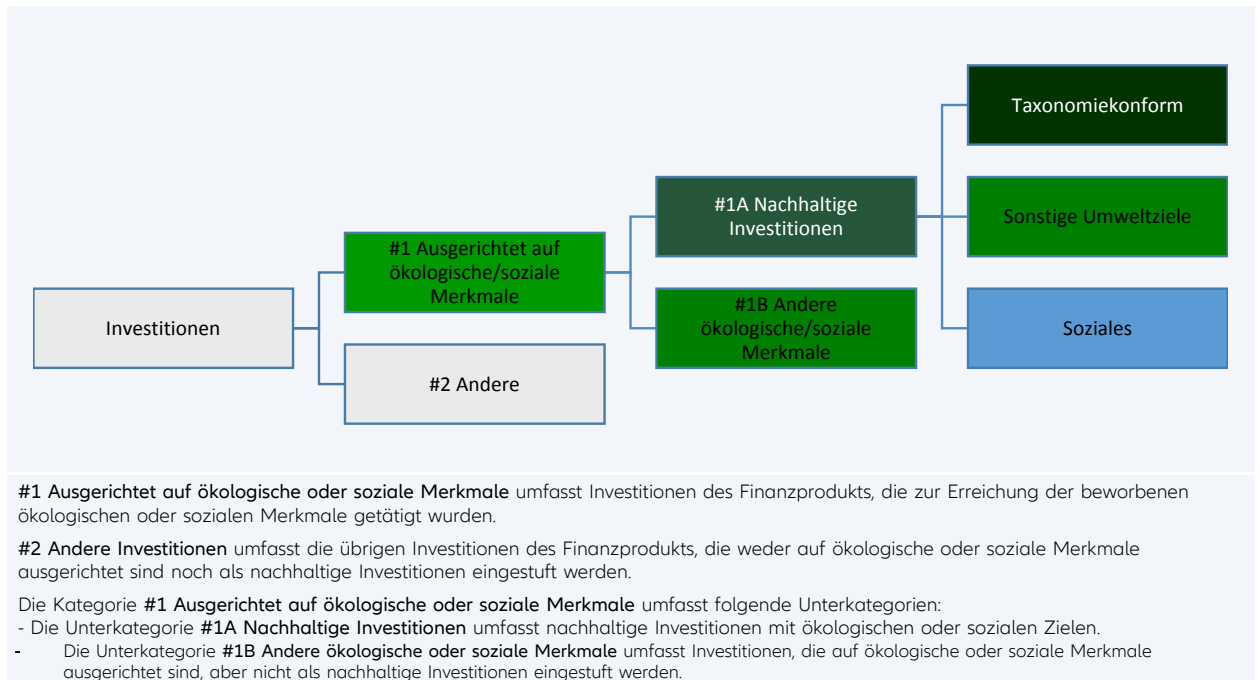 Taxonomiekonform
#1A Nachhaltige
Investitionen
Sonstige Umweltziele
#1 Ausgerichtet auf
ökologische/soziale
Merkmale
Investitionen
#1B Andere
ökologische/soziale
Merkmale
Soziales
#2 Andere
#1 Ausgerichtet auf ökologische oder soziale Merkmale umfasst Investitionen des Finanzprodukts, die zur Erreichung der beworbenen
ökologischen oder sozialen Merkmale getätigt wurden.
#2 Andere Investitionen umfasst die übrigen Investitionen des Finanzprodukts, die weder auf ökologische oder soziale Merkmale
ausgerichtet sind noch als nachhaltige Investitionen eingestuft werden.
Die Kategorie #1 Ausgerichtet auf ökologische oder soziale Merkmale umfasst folgende Unterkategorien:
- Die Unterkategorie #1A Nachhaltige Investitionen umfasst nachhaltige Investitionen mit ökologischen oder sozialen Zielen.
- Die Unterkategorie #1B Andere ökologische oder soziale Merkmale umfasst Investitionen, die auf ökologische oder soziale Merkmale
ausgerichtet sind, aber nicht als nachhaltige Investitionen eingestuft werden.